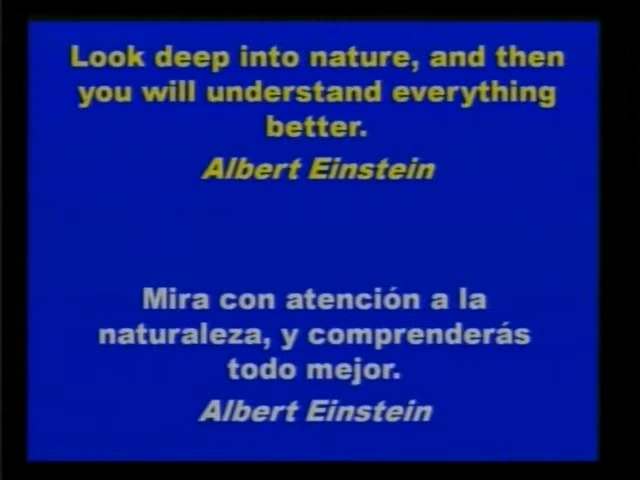 Look deep into nature, and then
you will understand everything
better.
Albert Einstein
Mira con atención a la
naturaleza, y comprenderás
todo mejor.
Albert Einstein